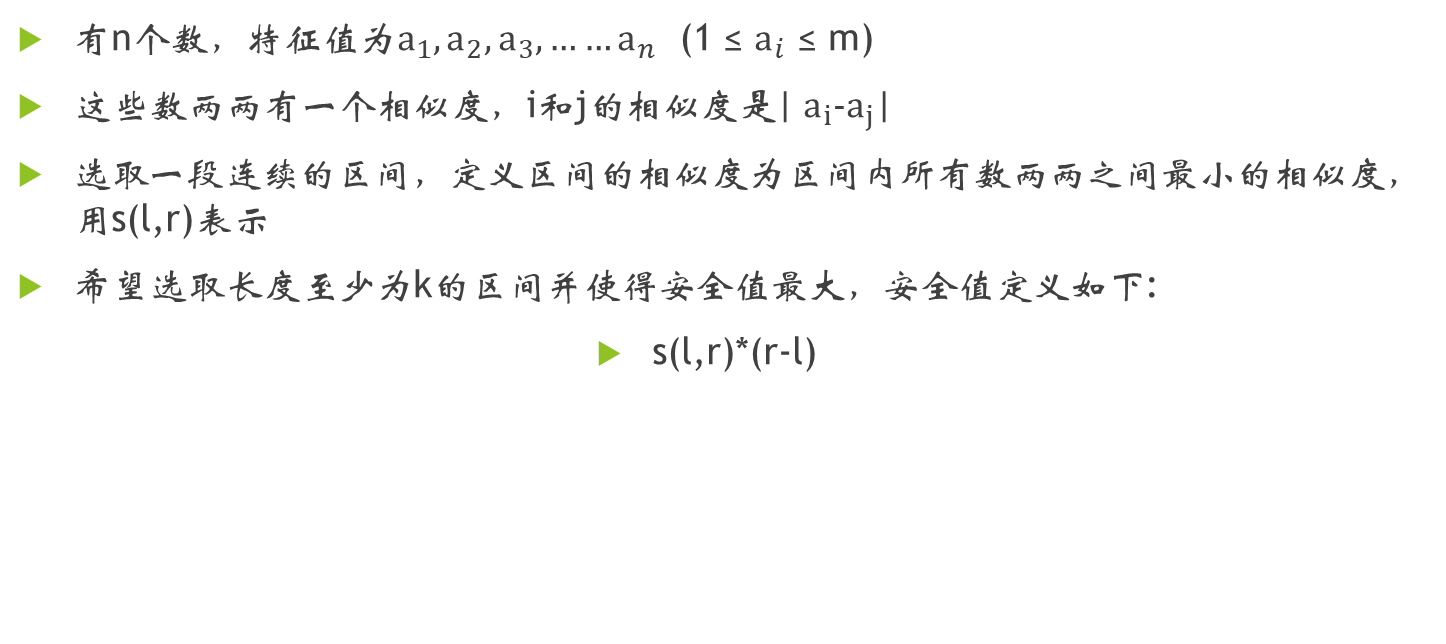 有n个数，特征值为a₁,a₂,a₃,……aₙ (1 ≤ aᵢ ≤ m)
这些数两两有一个相似度，i和j的相似度是| aᵢ-aⱼ|
选取一段连续的区间，定义区间的相似度为区间内所有数两两之间最小的相似度，
用s(l,r)表示
希望选取长度至少为k的区间并使得安全值最大，安全值定义如下：
s(l,r)*(r-l)